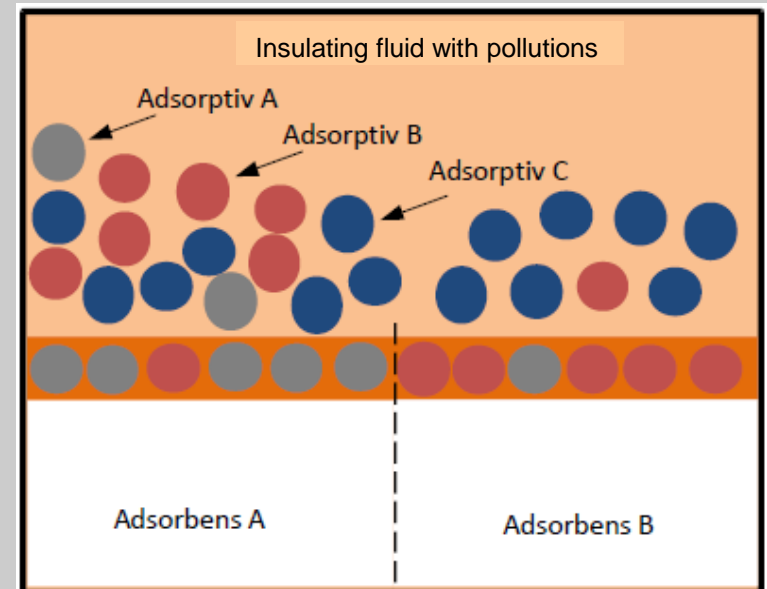 Insulating fluid with pollutions
Adsorptiv A
Adsorptiv B
Adsorptiv C
Adsorbens A
Adsorbens B